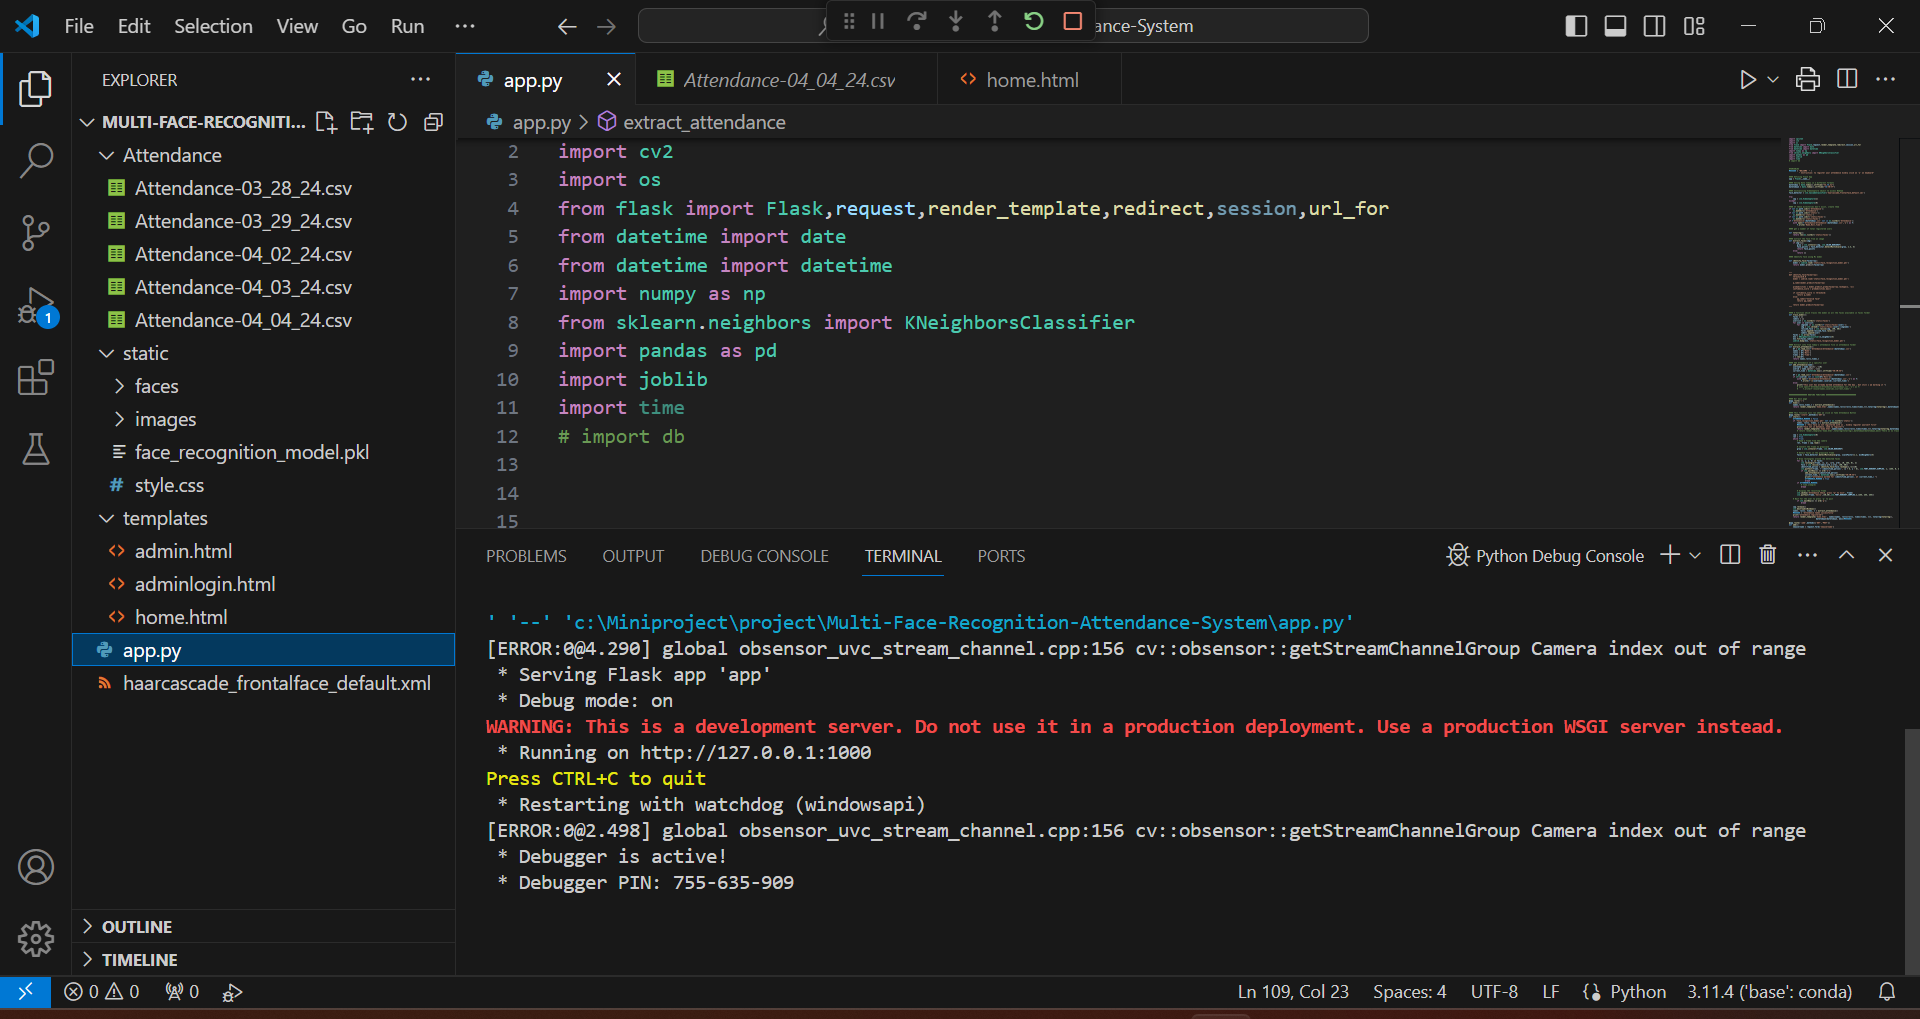 File Edit Selection View Go Run ... ance-System
EXPLORER ...
MULTI-FACE-RECOGNITI...
Attendance
Attendance-03_28_24.csv
Attendance-03_29_24.csv
Attendance-04_02_24.csv
Attendance-04_03_24.csv
Attendance-04_04_24.csv
static
faces
images
face_recognition_model.pkl
# style.css
templates
<> admin.html
<> adminlogin.html
<> home.html
app.py
haarcascade_frontalface_default.xml
OUTLINE
TIMELINE
1
app.py Attendance-04_04_24.csv <> home.html
app.py > extract_attendance
2 import cv2
3 import os
4 from flask import Flask,request,render_template,redirect,session,url_for
5 from datetime import date
6 from datetime import datetime
7 import numpy as np
8 from sklearn.neighbors import KNeighborsClassifier
9 import pandas as pd
10 import joblib
11 import time
12 # import db
13
14
15
PROBLEMS OUTPUT DEBUG CONSOLE TERMINAL PORTS Python Debug Console
' '--' 'c:\Miniproject\project\Multi-Face-Recognition-Attendance-System\app.py'
[ERROR:0@4.290] global obsensor_uvc_stream_channel.cpp:156 cv::obsensor::getStreamChannelGroup Camera index out of range
* Serving Flask app 'app'
* Debug mode: on
WARNING: This is a development server. Do not use it in a production deployment. Use a production WSGI server instead.
* Running on http://127.0.0.1:1000
Press CTRL+C to quit
* Restarting with watchdog (windowsapi)
[ERROR:0@2.498] global obsensor_uvc_stream_channel.cpp:156 cv::obsensor::getStreamChannelGroup Camera index out of range
* Debugger is active!
* Debugger PIN: 755-635-909
0 0 0 Ln 109, Col 23 Spaces: 4 UTF-8 LF Python 3.11.4 ('base': conda)